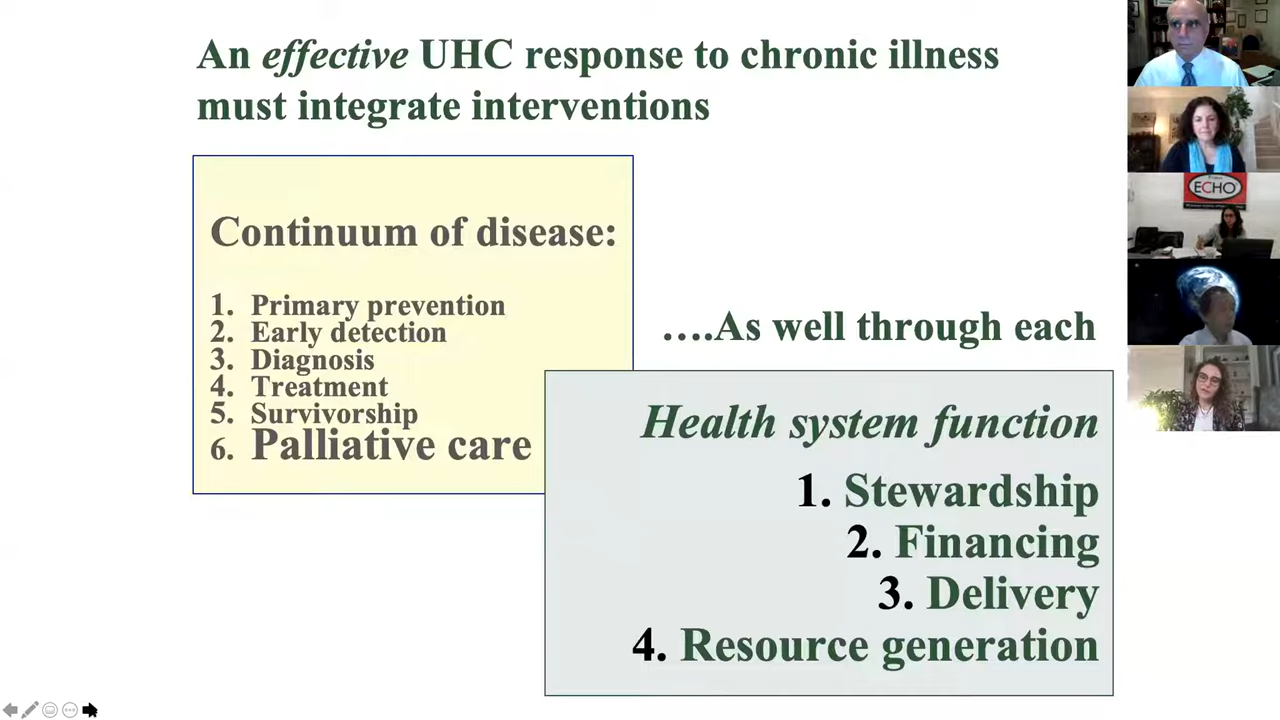 An effective UHC response to chronic illness
must integrate interventions
Continuum of disease:
1. Primary prevention
2. Early detection
3. Diagnosis
4. Treatment
5. Survivorship
6. Palliative care
….As well through each
Health system function
1. Stewardship
2. Financing
3. Delivery
4. Resource generation
ECHO